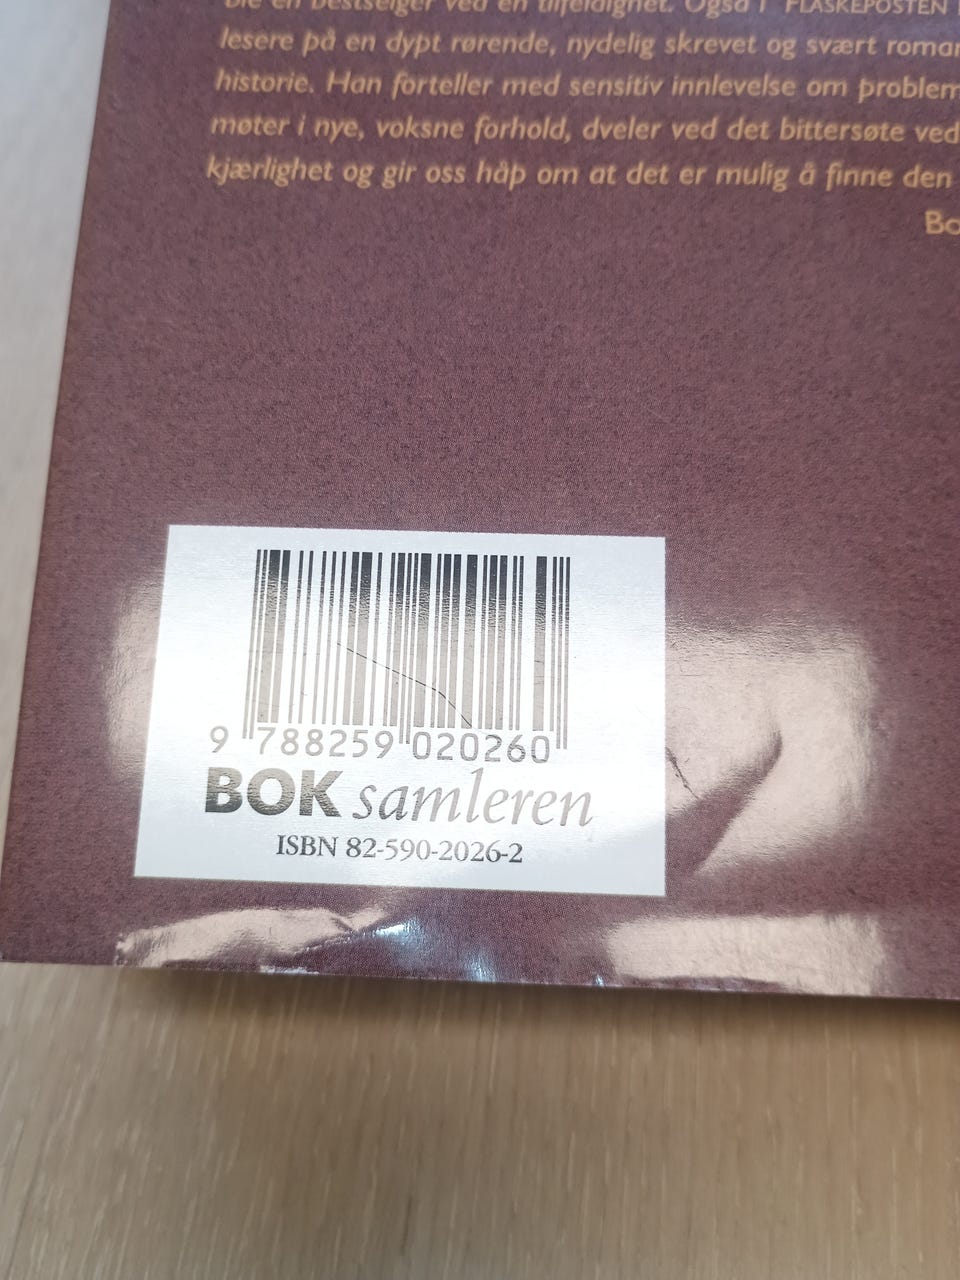 ble en bestselger ved en tilfeldighet. Også i FLASKEPOSTEN
lesere på en dypt rørende, nydelig skrevet og svært roman
historie. Han forteller med sensitiv innlevelse om problem
møter i nye, voksne forhold, dveler ved det bittersøte ved
kjærlighet og gir oss håp om at det er mulig å finne den
Bo
9 788259 020260
BOK samleren
ISBN 82-590-2026-2